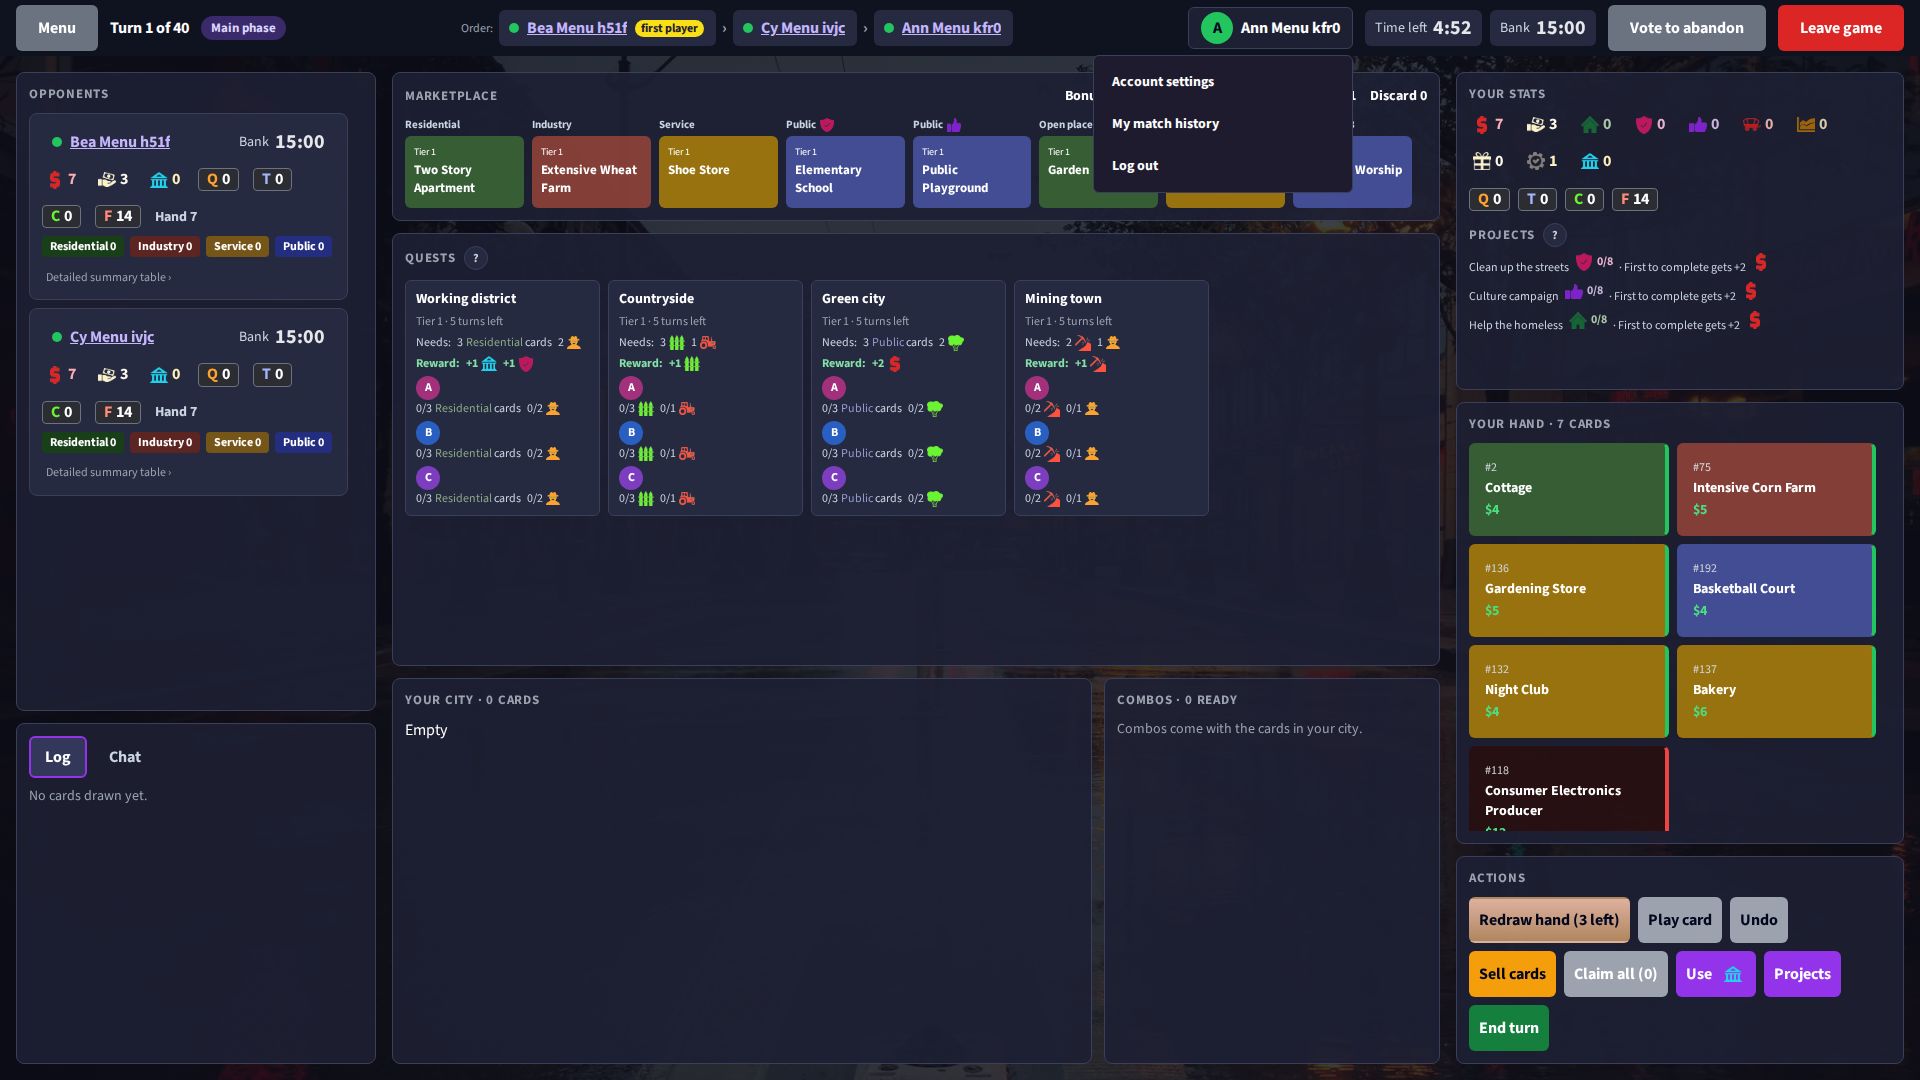 Menu
Turn 1 of 40
Main phase
Order:
Bea Menu h51f
first player
›
Cy Menu ivjc
›
Ann Menu kfr0
A
Ann Menu kfr0
Time left 4:52
Bank 15:00
Vote to abandon
Leave game
Account settings
My match history
Log out
OPPONENTS
Bea Menu h51f
Bank 15:00
7 3 0 Q 0 T 0
C 0 F 14 Hand 7
Residential 0 Industry 0 Service 0 Public 0
Detailed summary table ›
Cy Menu ivjc
Bank 15:00
7 3 0 Q 0 T 0
C 0 F 14 Hand 7
Residential 0 Industry 0 Service 0 Public 0
Detailed summary table ›
Log
Chat
No cards drawn yet.
MARKETPLACE
Discard 0
Residential
Tier 1
Two Story
Apartment
Industry
Tier 1
Extensive Wheat
Farm
Service
Tier 1
Shoe Store
Public
Tier 1
Elementary
School
Public
Tier 1
Public
Playground
Open place
Tier 1
Garden
Worship
QUESTS ?
Working district
Tier 1 · 5 turns left
Needs: 3 Residential cards 2
Reward: +1 +1
A
0/3 Residential cards 0/2
B
0/3 Residential cards 0/2
C
0/3 Residential cards 0/2
Countryside
Tier 1 · 5 turns left
Needs: 3 1
Reward: +1
A
0/3 0/1
B
0/3 0/1
C
0/3 0/1
Green city
Tier 1 · 5 turns left
Needs: 3 Public cards 2
Reward: +2
A
0/3 Public cards 0/2
B
0/3 Public cards 0/2
C
0/3 Public cards 0/2
Mining town
Tier 1 · 5 turns left
Needs: 2 1
Reward: +1
A
0/2 0/1
B
0/2 0/1
C
0/2 0/1
YOUR CITY · 0 CARDS
Empty
COMBOS · 0 READY
Combos come with the cards in your city.
YOUR STATS
7 3 0 0 0 0 0
0 1 0
Q 0 T 0 C 0 F 14
PROJECTS ?
Clean up the streets 0/8 · First to complete gets +2
Culture campaign 0/8 · First to complete gets +2
Help the homeless 0/8 · First to complete gets +2
YOUR HAND · 7 CARDS
#2
Cottage
$4
#75
Intensive Corn Farm
$5
#136
Gardening Store
$5
#192
Basketball Court
$4
#132
Night Club
$4
#137
Bakery
$6
#118
Consumer Electronics
Producer
ACTIONS
Redraw hand (3 left)
Play card
Undo
Sell cards
Claim all (0)
Use
Projects
End turn